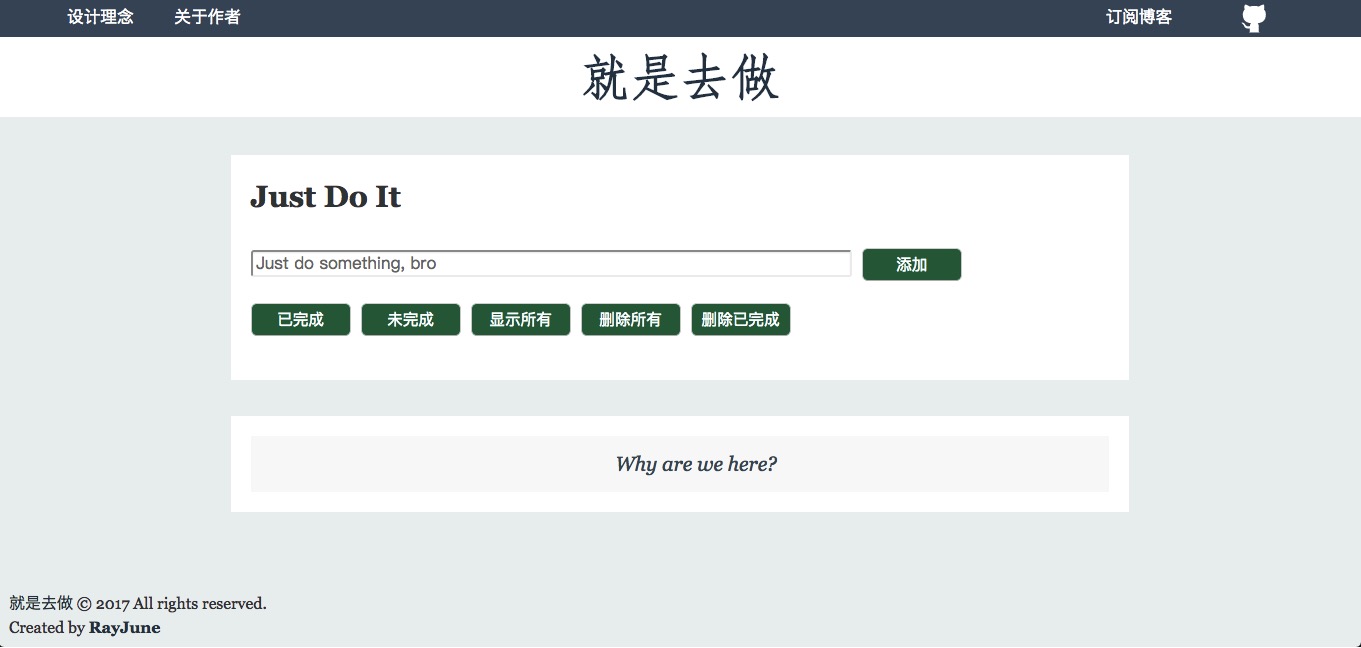 设计理念 关于作者 订阅博客
就是去做
Just Do It
Just do something, bro 添加
已完成 未完成 显示所有 删除所有 删除已完成
Why are we here?
就是去做 © 2017 All rights reserved.
Created by RayJune